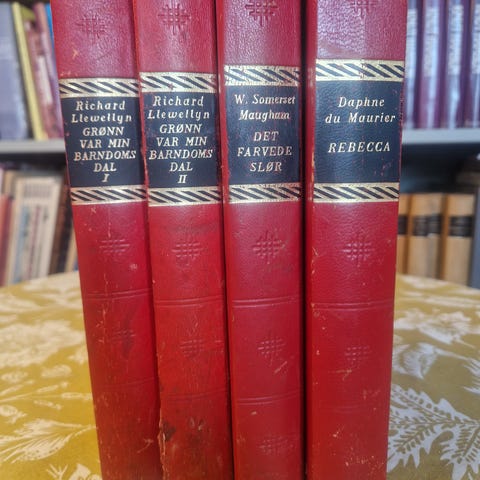 Richard
Llewellyn
GRØNN
VAR MIN
BARNDOMS
DAL
I
Richard
Llewellyn
GRØNN
VAR MIN
BARNDOMS
DAL
II
W. Somerset
Maugham
DET
FARVEDE
SLØR
Daphne
du Maurier
REBECCA